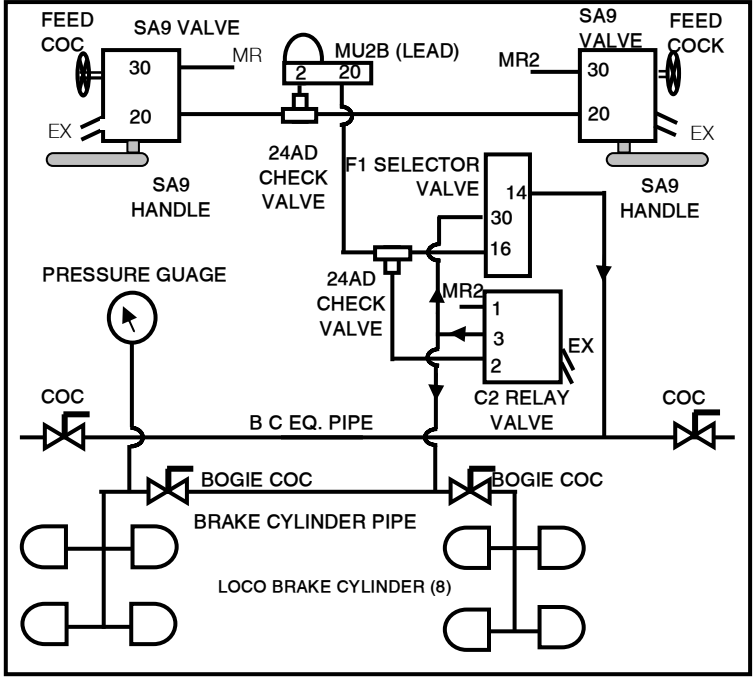 FEED
COC
SA9 VALVE
MR
30
20
EX
SA9
HANDLE
MU2B (LEAD)
2
20
24AD
CHECK
VALVE
SA9
VALVE
FEED
COCK
MR2
30
20
EX
SA9
HANDLE
F1 SELECTOR
VALVE
14
30
16
PRESSURE GUAGE
24AD
CHECK
VALVE
MR2
1
3
2
EX
C2 RELAY
VALVE
COC
B C EQ. PIPE
COC
BOGIE COC
BOGIE COC
BRAKE CYLINDER PIPE
LOCO BRAKE CYLINDER (8)